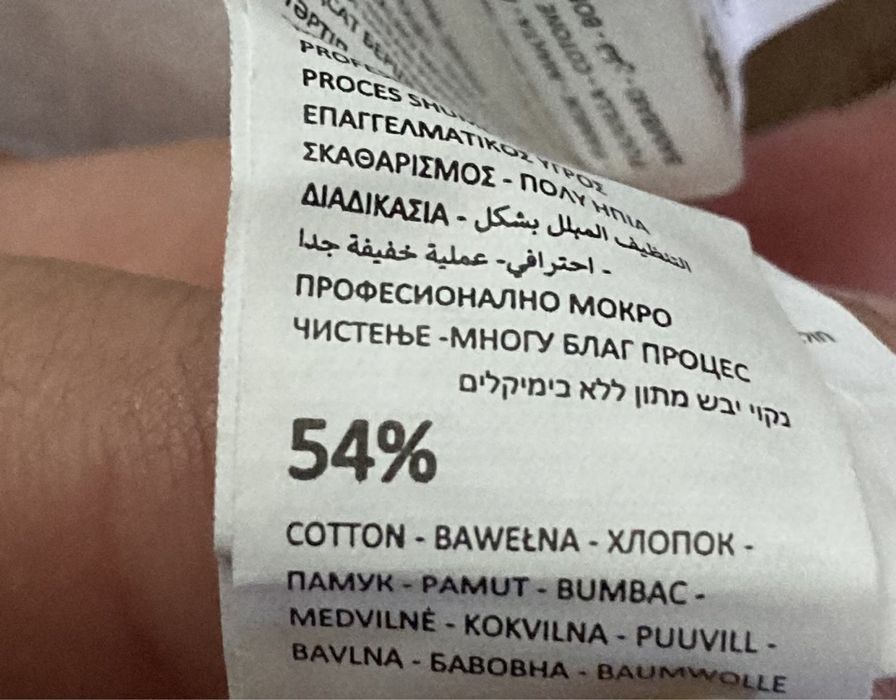 PROCES
ΕΠΑΓΓΕΛΜΑΤΙΚΟΣ ΥΓΡΟΣ
ΣΚΑΘΑΡΙΣΜΟΣ - ΠΟΛΥ ΗΠΙΑ
ΔΙΑΔΙΚΑΣΙΑ - التنظيف المبلل بشكل
احترافي- عملية خفيفة جدا -
ПРОФЕСИОНАЛНО МОКРО
ЧИСТЕЊЕ -МНОГУ БЛАГ ПРОЦЕС
נקוי יבש מתון ללא כימיקלים
54%
COTTON - BAWEŁNA - ХЛОПОК -
ПАМУК - PAMUT - BUMBAC -
MEDVILNĖ - KOKVILNA - PUUVILL -
BAVLNA - БАВОВНА - BAUMWOLLE